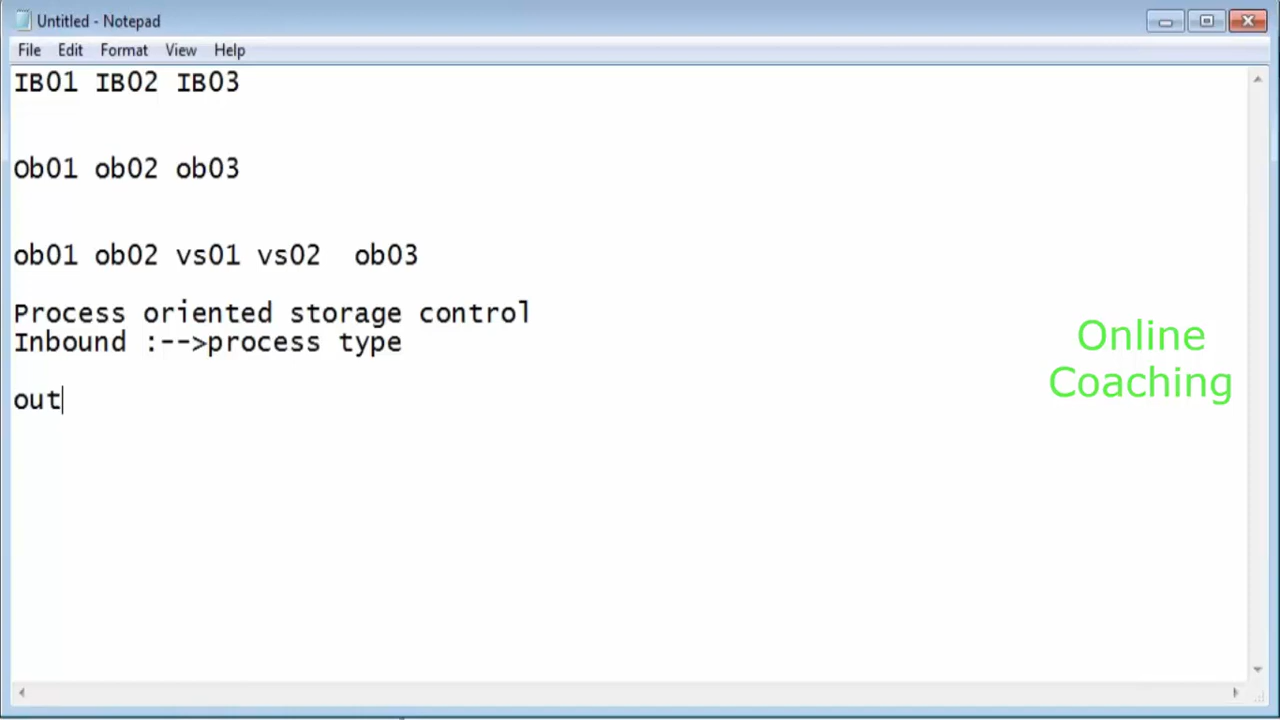 Untitled - Notepad
File Edit Format View Help
IB01 IB02 IB03
Ob01 ob02 ob03
ob01 ob02 vs01 vs02  ob03
Process oriented storage control
Inbound :-->process type
out
Online
Coaching